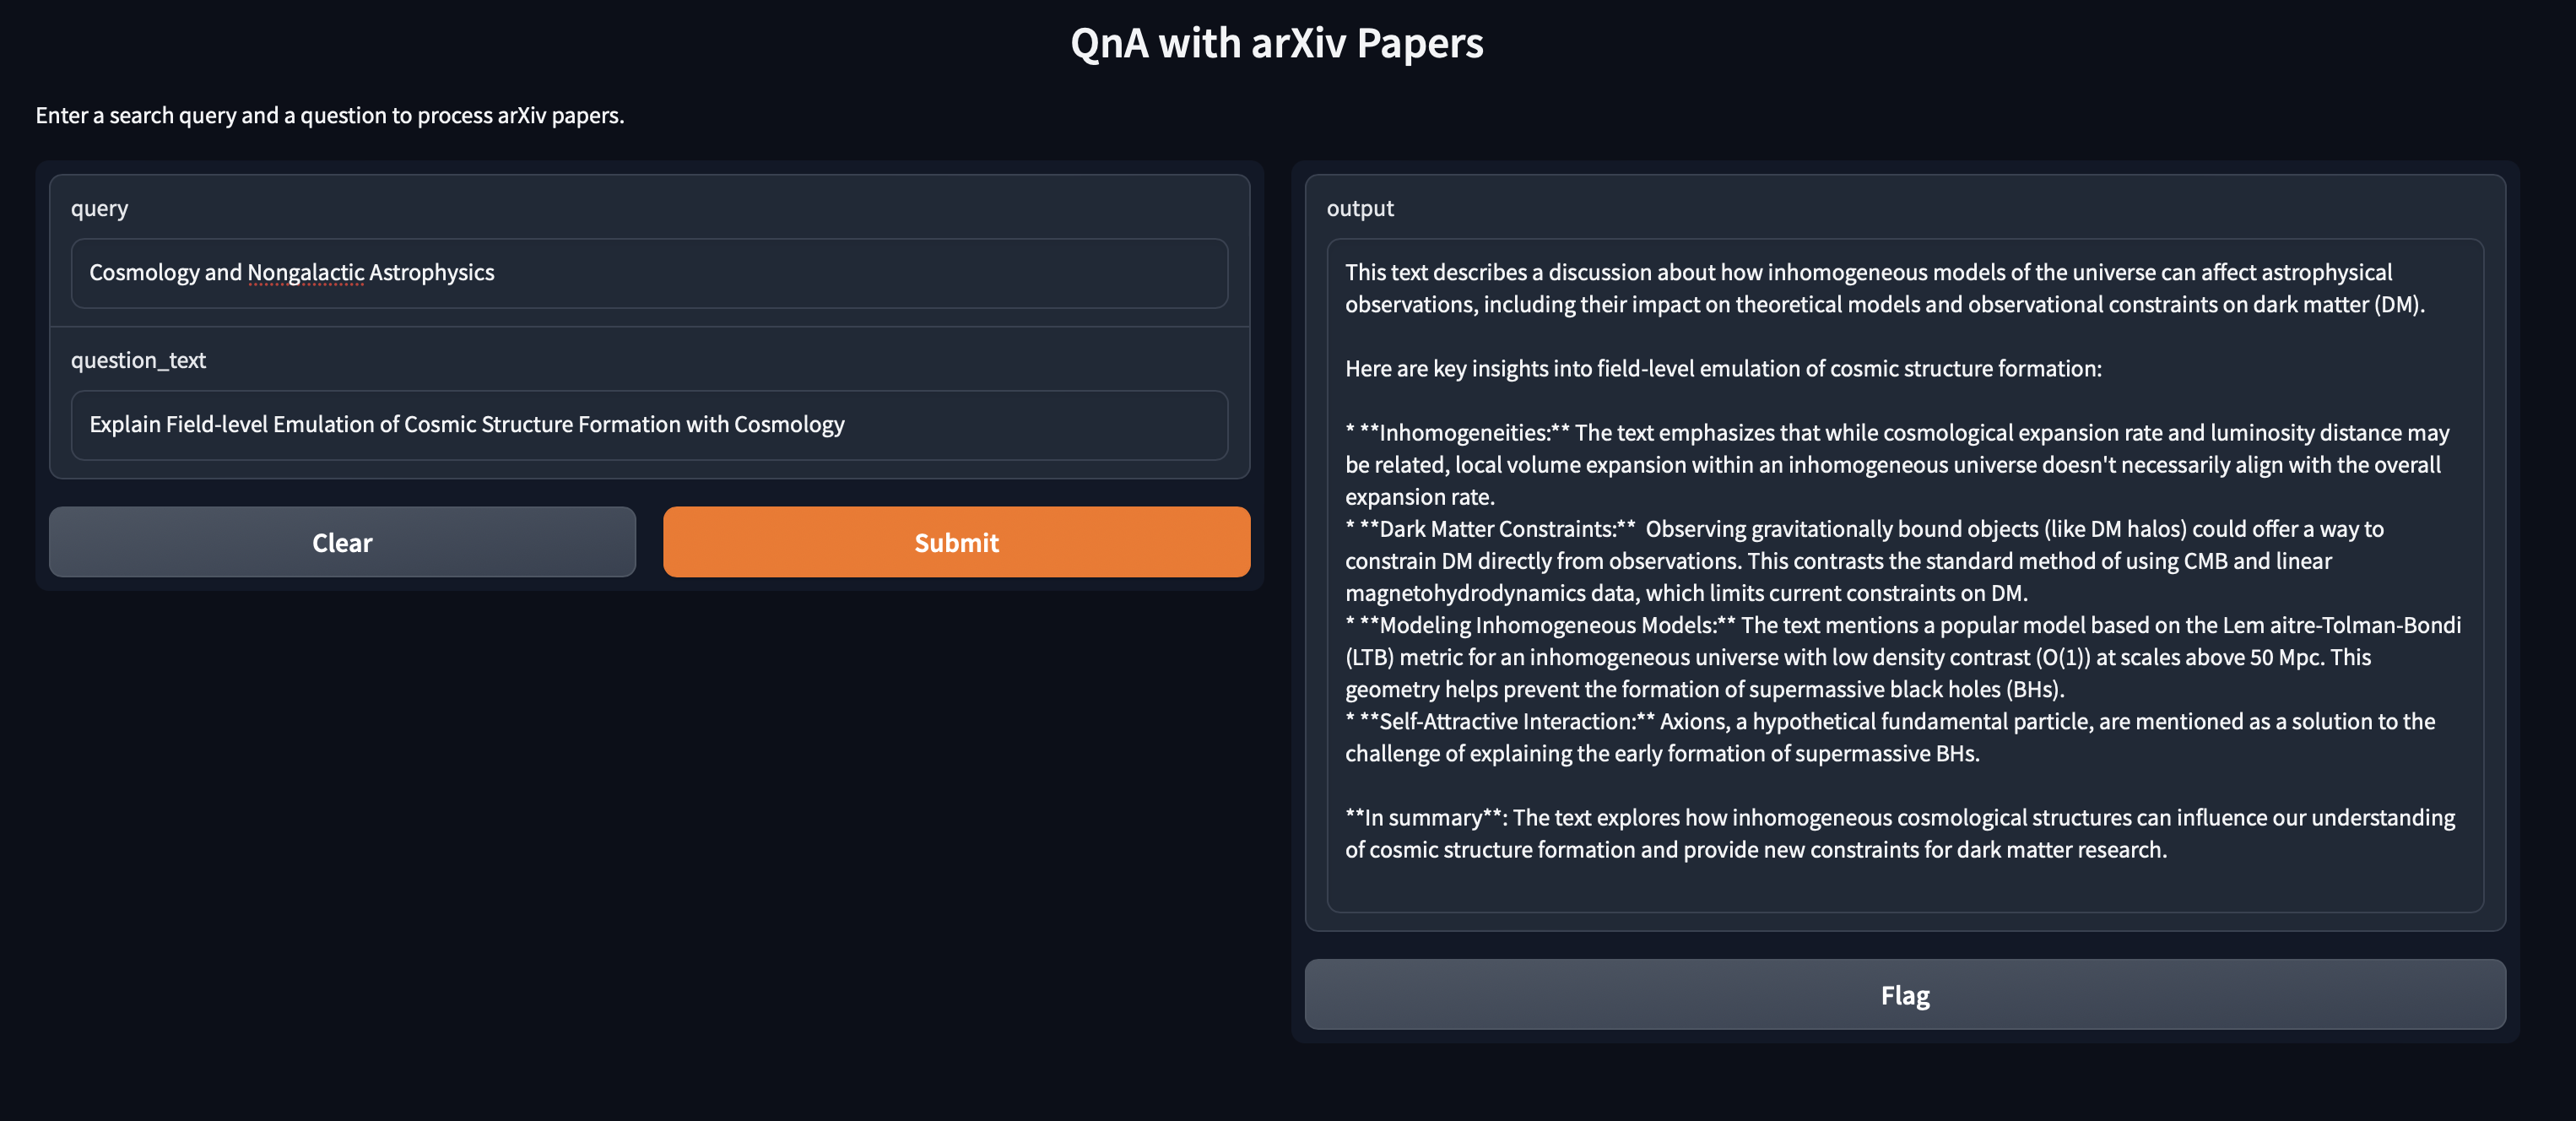 QnA with arXiv Papers
Enter a search query and a question to process arXiv papers.
query
Cosmology and Nongalactic Astrophysics
question_text
Explain Field-level Emulation of Cosmic Structure Formation with Cosmology
Clear
Submit
output
This text describes a discussion about how inhomogeneous models of the universe can affect astrophysical
observations, including their impact on theoretical models and observational constraints on dark matter (DM).
Here are key insights into field-level emulation of cosmic structure formation:
* **Inhomogeneities:** The text emphasizes that while cosmological expansion rate and luminosity distance may
be related, local volume expansion within an inhomogeneous universe doesn't necessarily align with the overall
expansion rate.
* **Dark Matter Constraints:**  Observing gravitationally bound objects (like DM halos) could offer a way to
constrain DM directly from observations. This contrasts the standard method of using CMB and linear
magnetohydrodynamics data, which limits current constraints on DM.
* **Modeling Inhomogeneous Models:** The text mentions a popular model based on the Lem aitre-Tolman-Bondi
(LTB) metric for an inhomogeneous universe with low density contrast (O(1)) at scales above 50 Mpc. This
geometry helps prevent the formation of supermassive black holes (BHs).
* **Self-Attractive Interaction:** Axions, a hypothetical fundamental particle, are mentioned as a solution to the
challenge of explaining the early formation of supermassive BHs.
**In summary**: The text explores how inhomogeneous cosmological structures can influence our understanding
of cosmic structure formation and provide new constraints for dark matter research.
Flag